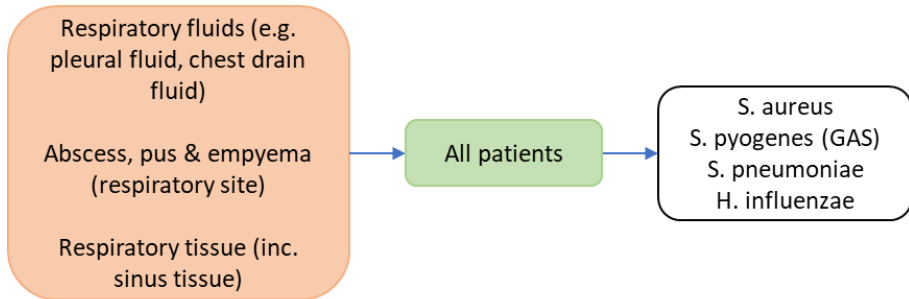 Respiratory fluids (e.g.
pleural fluid, chest drain
fluid)
Abscess, pus & empyema
(respiratory site)
Respiratory tissue (inc.
sinus tissue)
All patients
S. aureus
S. pyogenes (GAS)
S. pneumoniae
H. influenzae